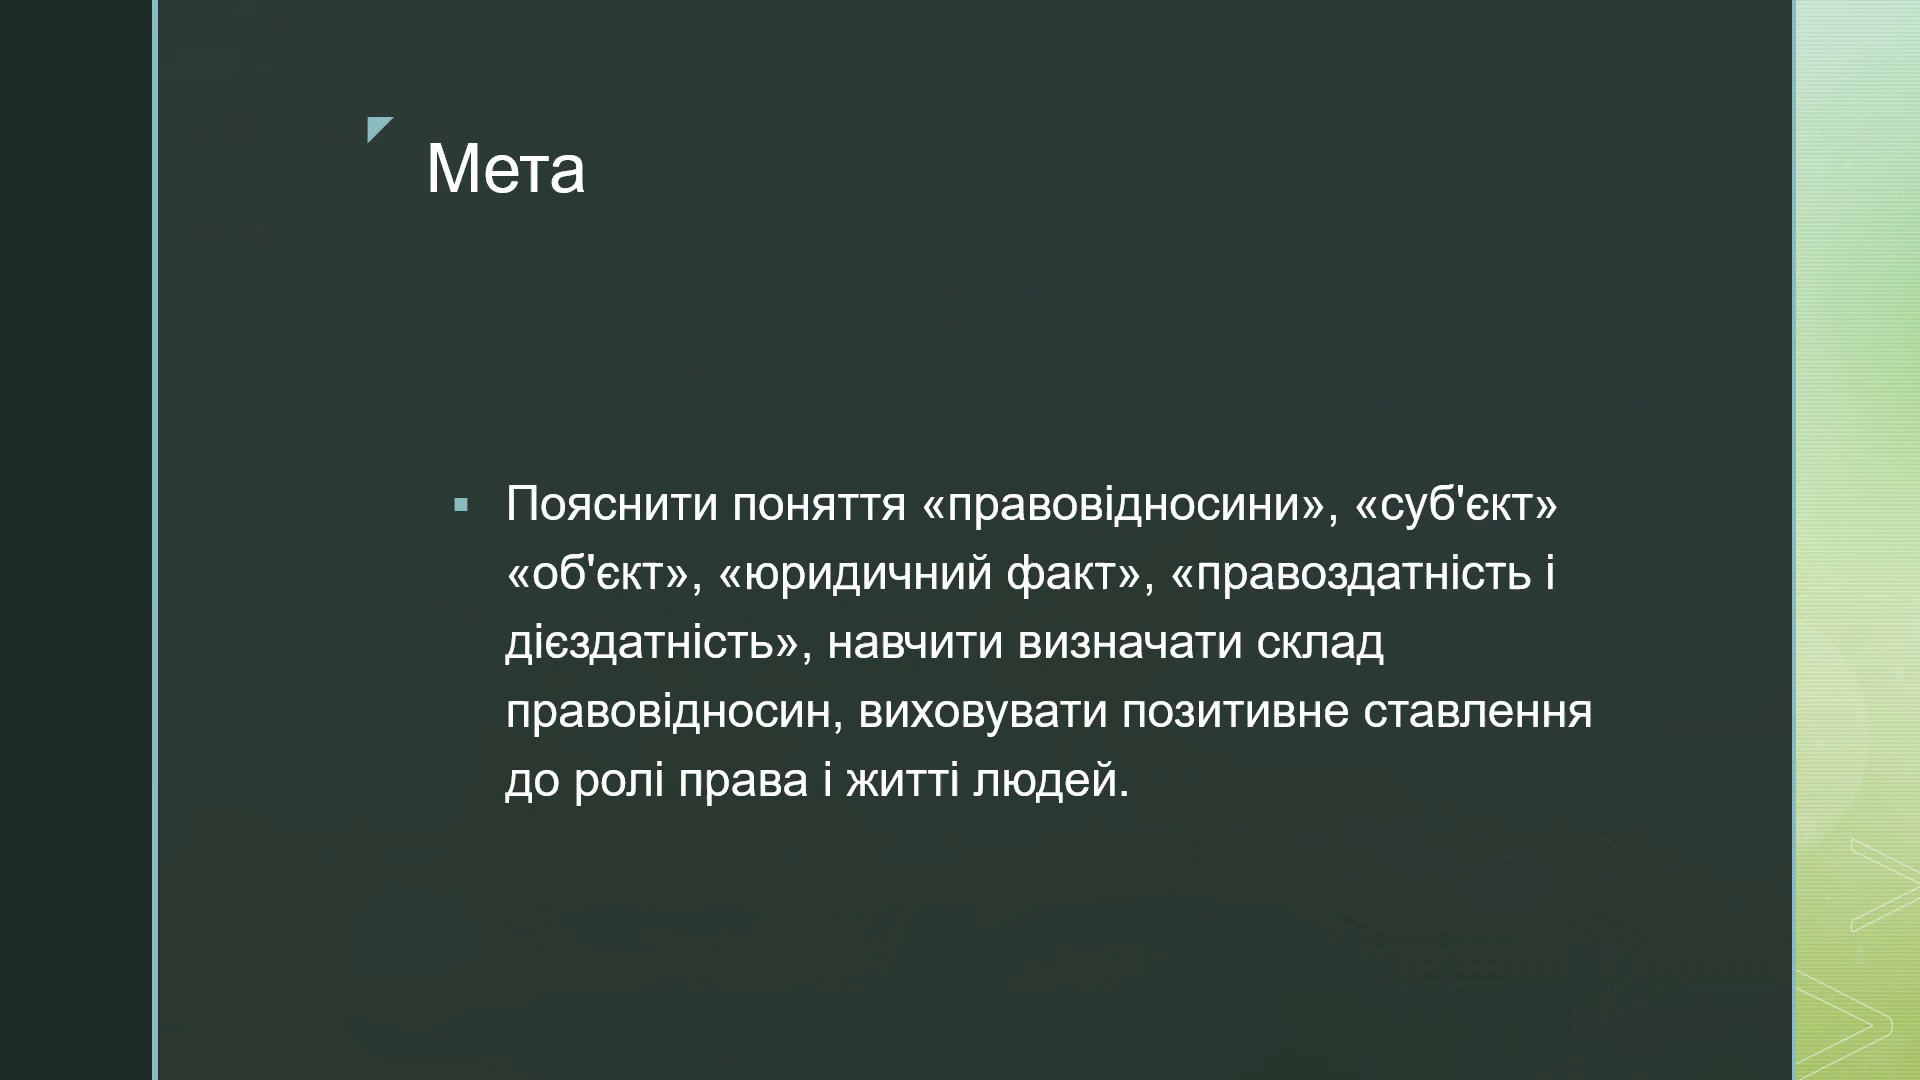 Мета
Пояснити поняття «правовідносини», «суб'єкт»
«об'єкт», «юридичний факт», «правоздатність і
дієздатність», навчити визначати склад
правовідносин, виховувати позитивне ставлення
до ролі права і житті людей.